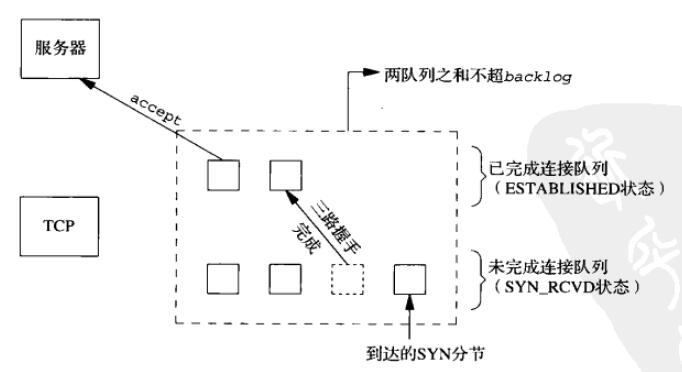 服务器
两队列之和不超backlog
accept
已完成连接队列
（ESTABLISHED状态）
TCP
三路握手
完成
未完成连接队列
（SYN_RCVD状态）
到达的SYN分节